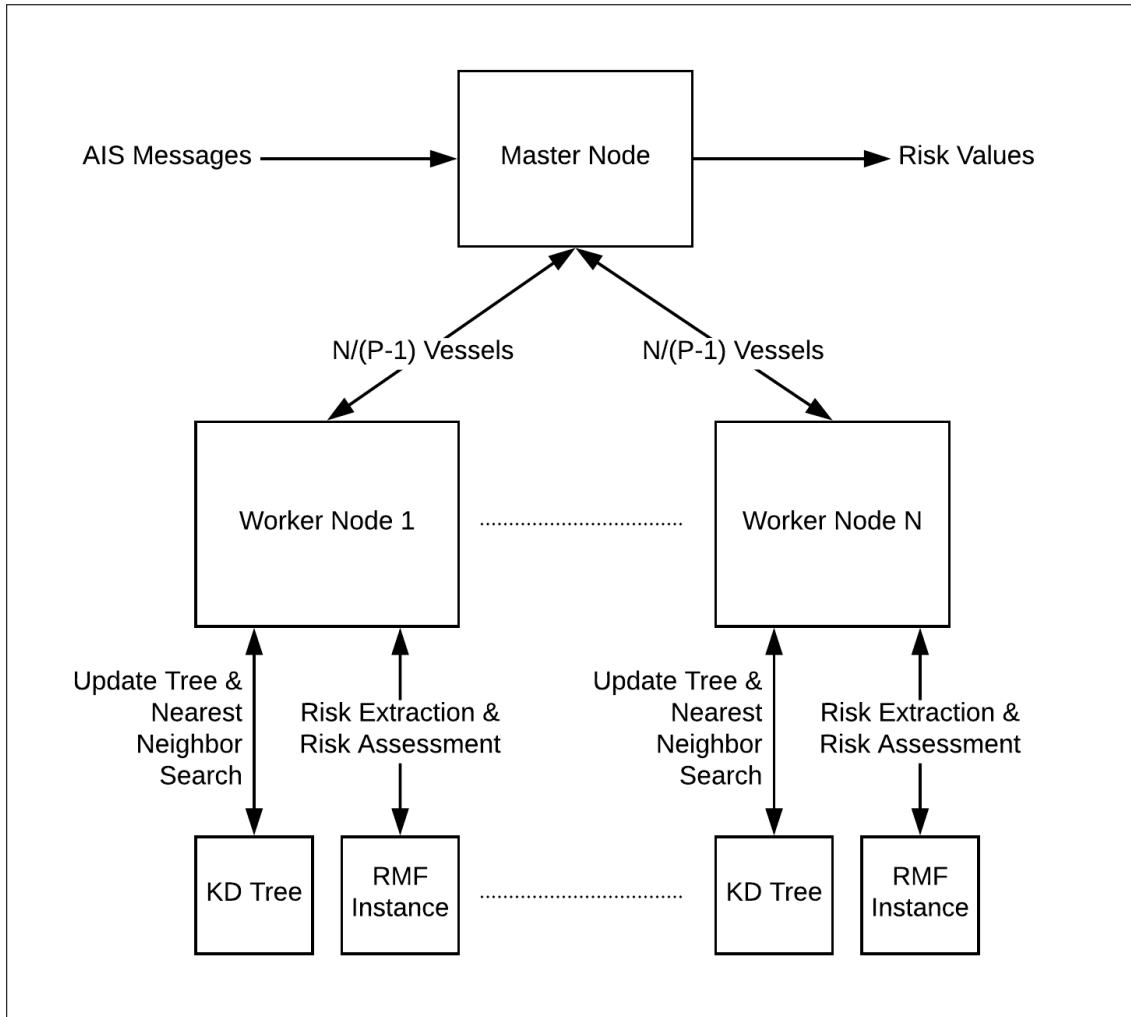 AIS Messages
Master Node
Risk Values
N/(P-1) Vessels
N/(P-1) Vessels
Worker Node 1
Worker Node N
Update Tree &
Nearest
Neighbor
Search
Risk Extraction &
Risk Assessment
Update Tree &
Nearest
Neighbor
Search
Risk Extraction &
Risk Assessment
KD Tree
RMF
Instance
KD Tree
RMF
Instance